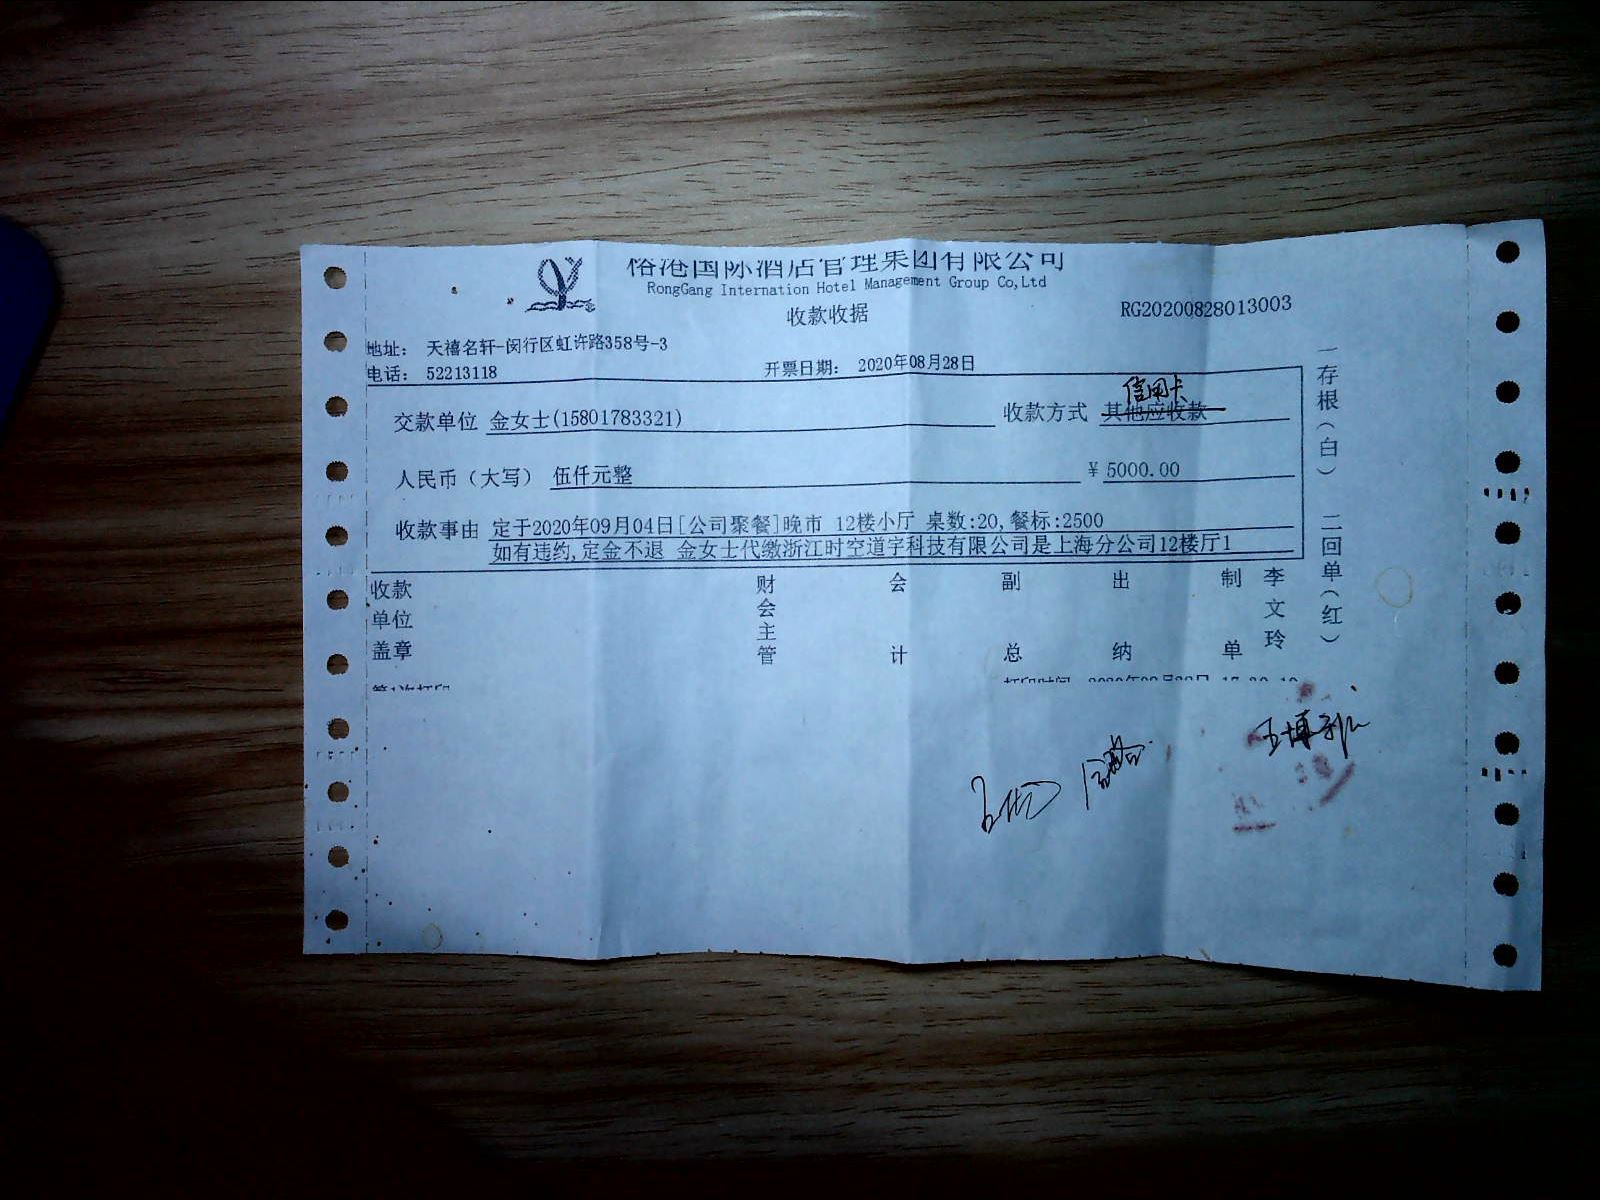 榕港国际酒店管理集团有限公司
RongGang Internation Hotel Management Group Co,Ltd
收款收据
RG20200828013003
地址： 天禧名轩-闵行区虹许路358号-3
电话： 52213118
开票日期： 2020年08月28日
信用卡
交款单位 金女士(15801783321)
收款方式 其他应收款
人民币（大写） 伍仟元整
¥ 5000.00
收款事由 定于2020年09月04日[公司聚餐]晚市 12楼小厅 桌数:20,餐标:2500
如有违约,定金不退 金女士代缴浙江时空道宇科技有限公司是上海分公司12楼厅1
收款单位盖章
财会主管
会计
副总
出纳
制单
李文玲
一存根（白） 二回单（红）
第1次打印